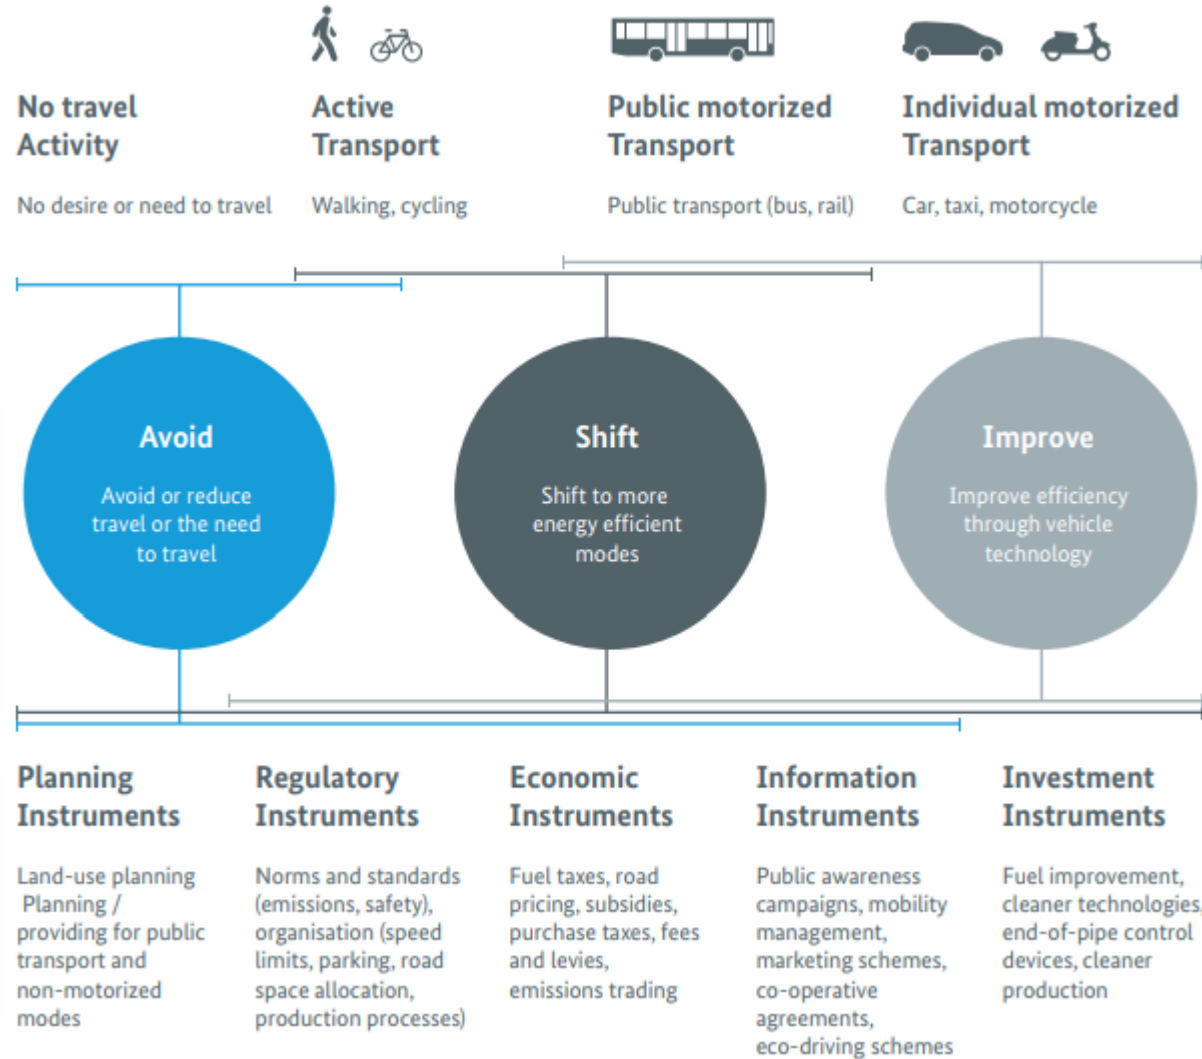 No travel
Activity
No desire or need to travel
Active
Transport
Walking, cycling
Public motorized
Transport
Public transport (bus, rail)
Individual motorized
Transport
Car, taxi, motorcycle
Avoid
Avoid or reduce
travel or the need
to travel
Shift
Shift to more
energy efficient
modes
Improve
Improve efficiency
through vehicle
technology
Planning
Instruments
Land-use planning
Planning /
providing for public
transport and
non-motorized
modes
Regulatory
Instruments
Norms and standards
(emissions, safety),
organisation (speed
limits, parking, road
space allocation,
production processes)
Economic
Instruments
Fuel taxes, road
pricing, subsidies,
purchase taxes, fees
and levies,
emissions trading
Information
Instruments
Public awareness
campaigns, mobility
management,
marketing schemes,
co-operative
agreements,
eco-driving schemes
Investment
Instruments
Fuel improvement,
cleaner technologies,
end-of-pipe control
devices, cleaner
production